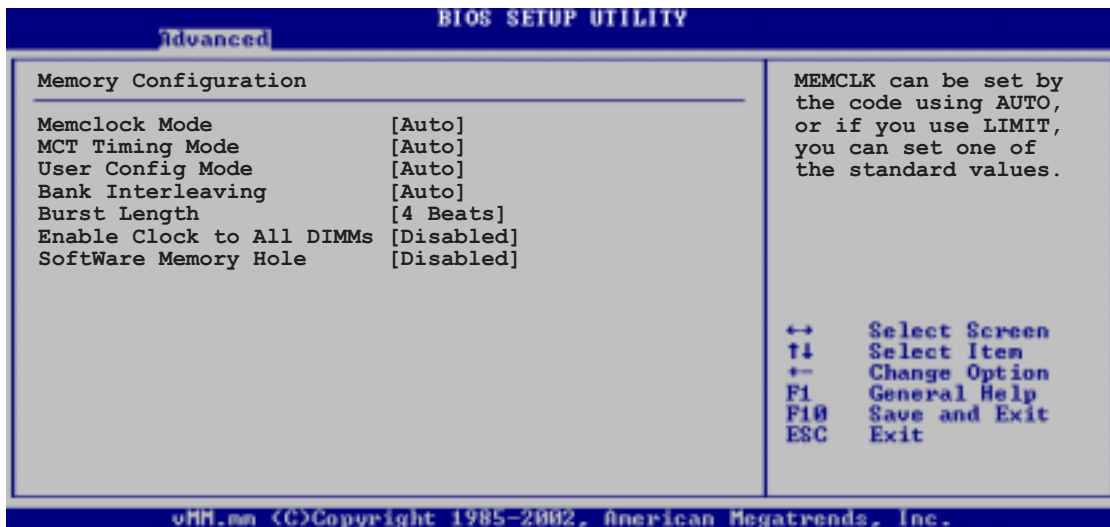 BIOS SETUP UTILITY
Advanced
Memory Configuration
Memclock Mode [Auto]
MCT Timing Mode [Auto]
User Config Mode [Auto]
Bank Interleaving [Auto]
Burst Length [4 Beats]
Enable Clock to All DIMMs [Disabled]
SoftWare Memory Hole [Disabled]
MEMCLK can be set by
the code using AUTO,
or if you use LIMIT,
you can set one of
the standard values.
↔ Select Screen
↑↓ Select Item
+- Change Option
F1 General Help
F10 Save and Exit
ESC Exit
vMM.mm (C)Copyright 1985-2002, American Megatrends, Inc.